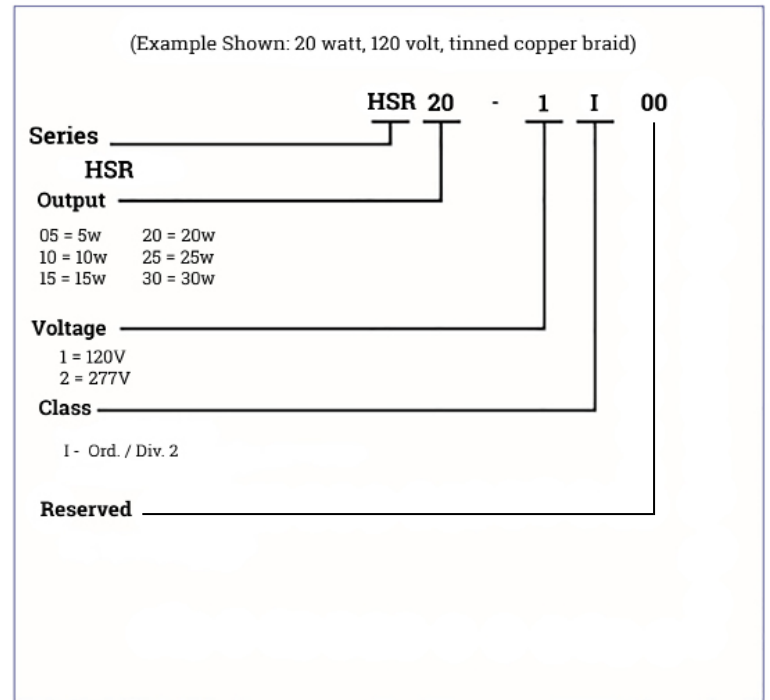 (Example Shown: 20 watt, 120 volt, tinned copper braid)
HSR 20 - 1 I 00
Series
HSR
Output
05 = 5w 20 = 20w
10 = 10w 25 = 25w
15 = 15w 30 = 30w
Voltage
1 = 120V
2 = 277V
Class
I - Ord. / Div. 2
Reserved